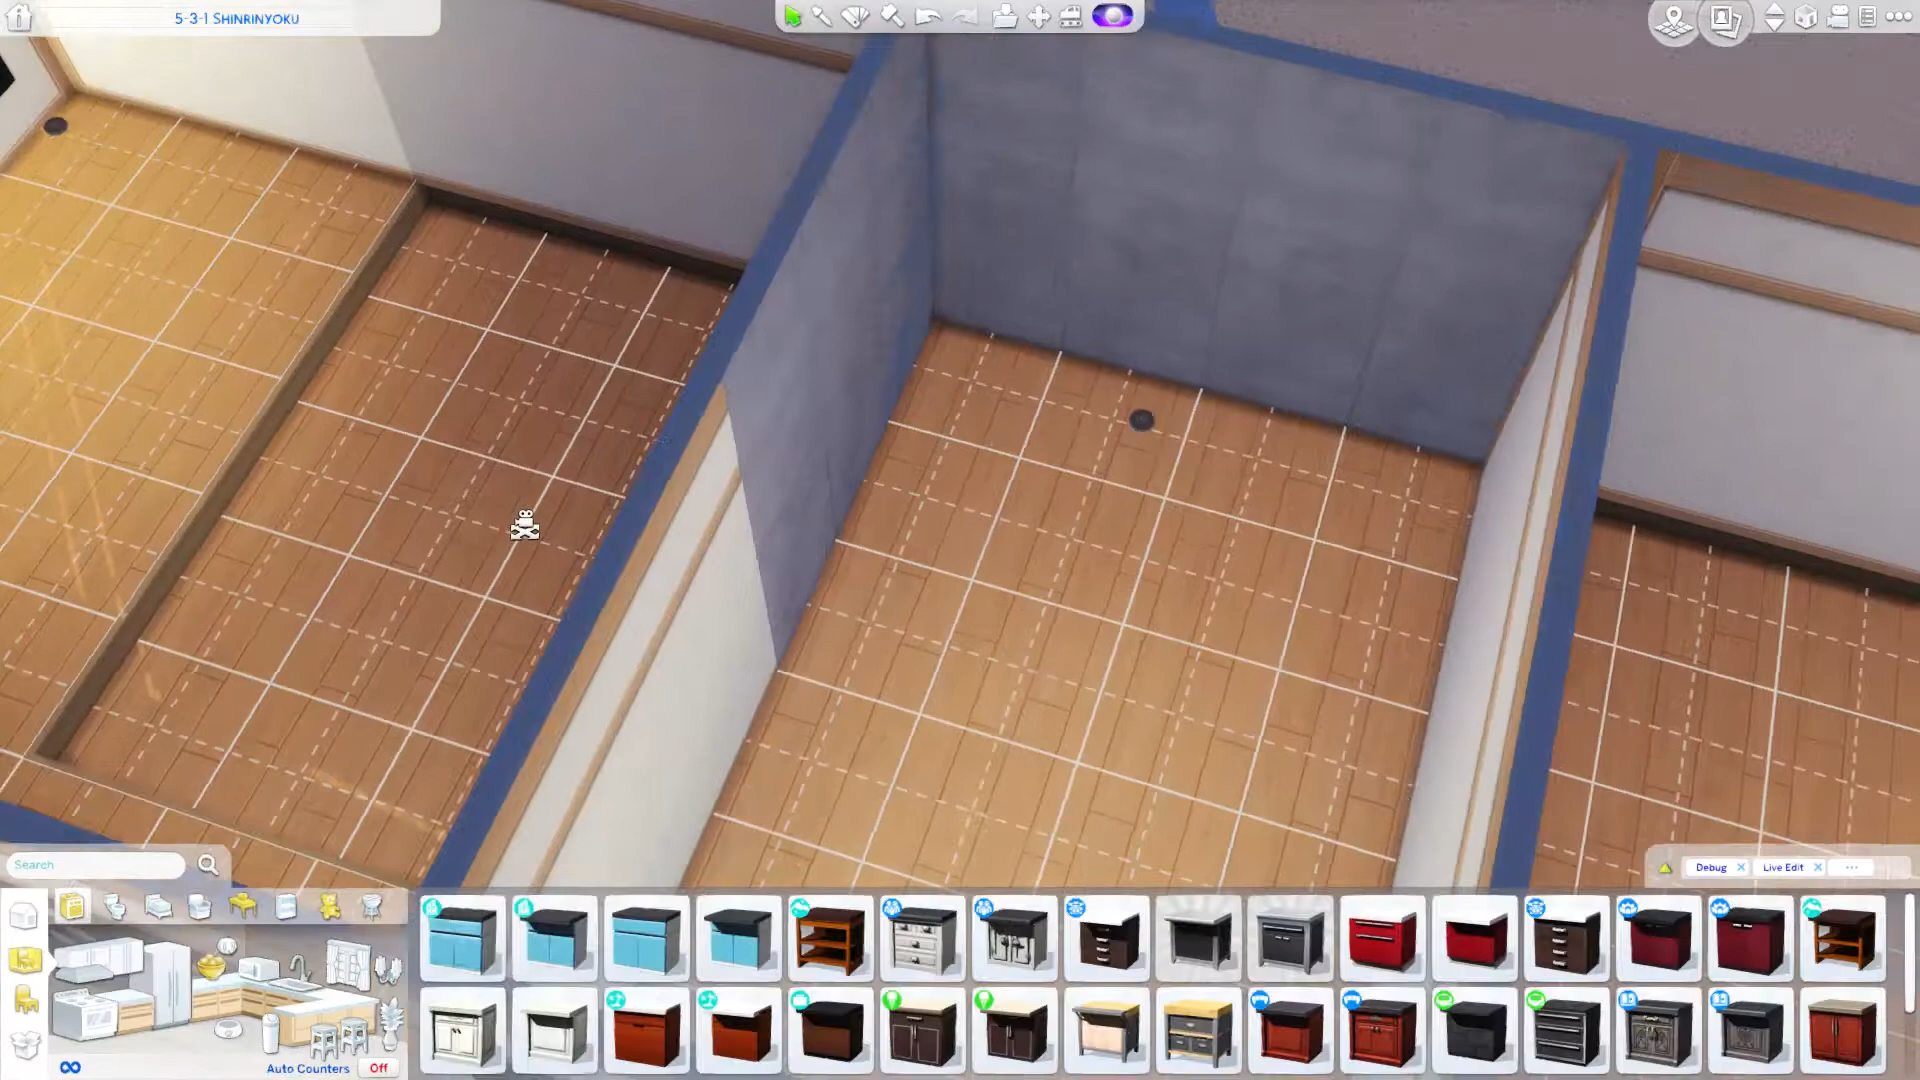 5-3-1 SHINRINYOKU
Search
Debug
Live Edit
Auto Counters Off